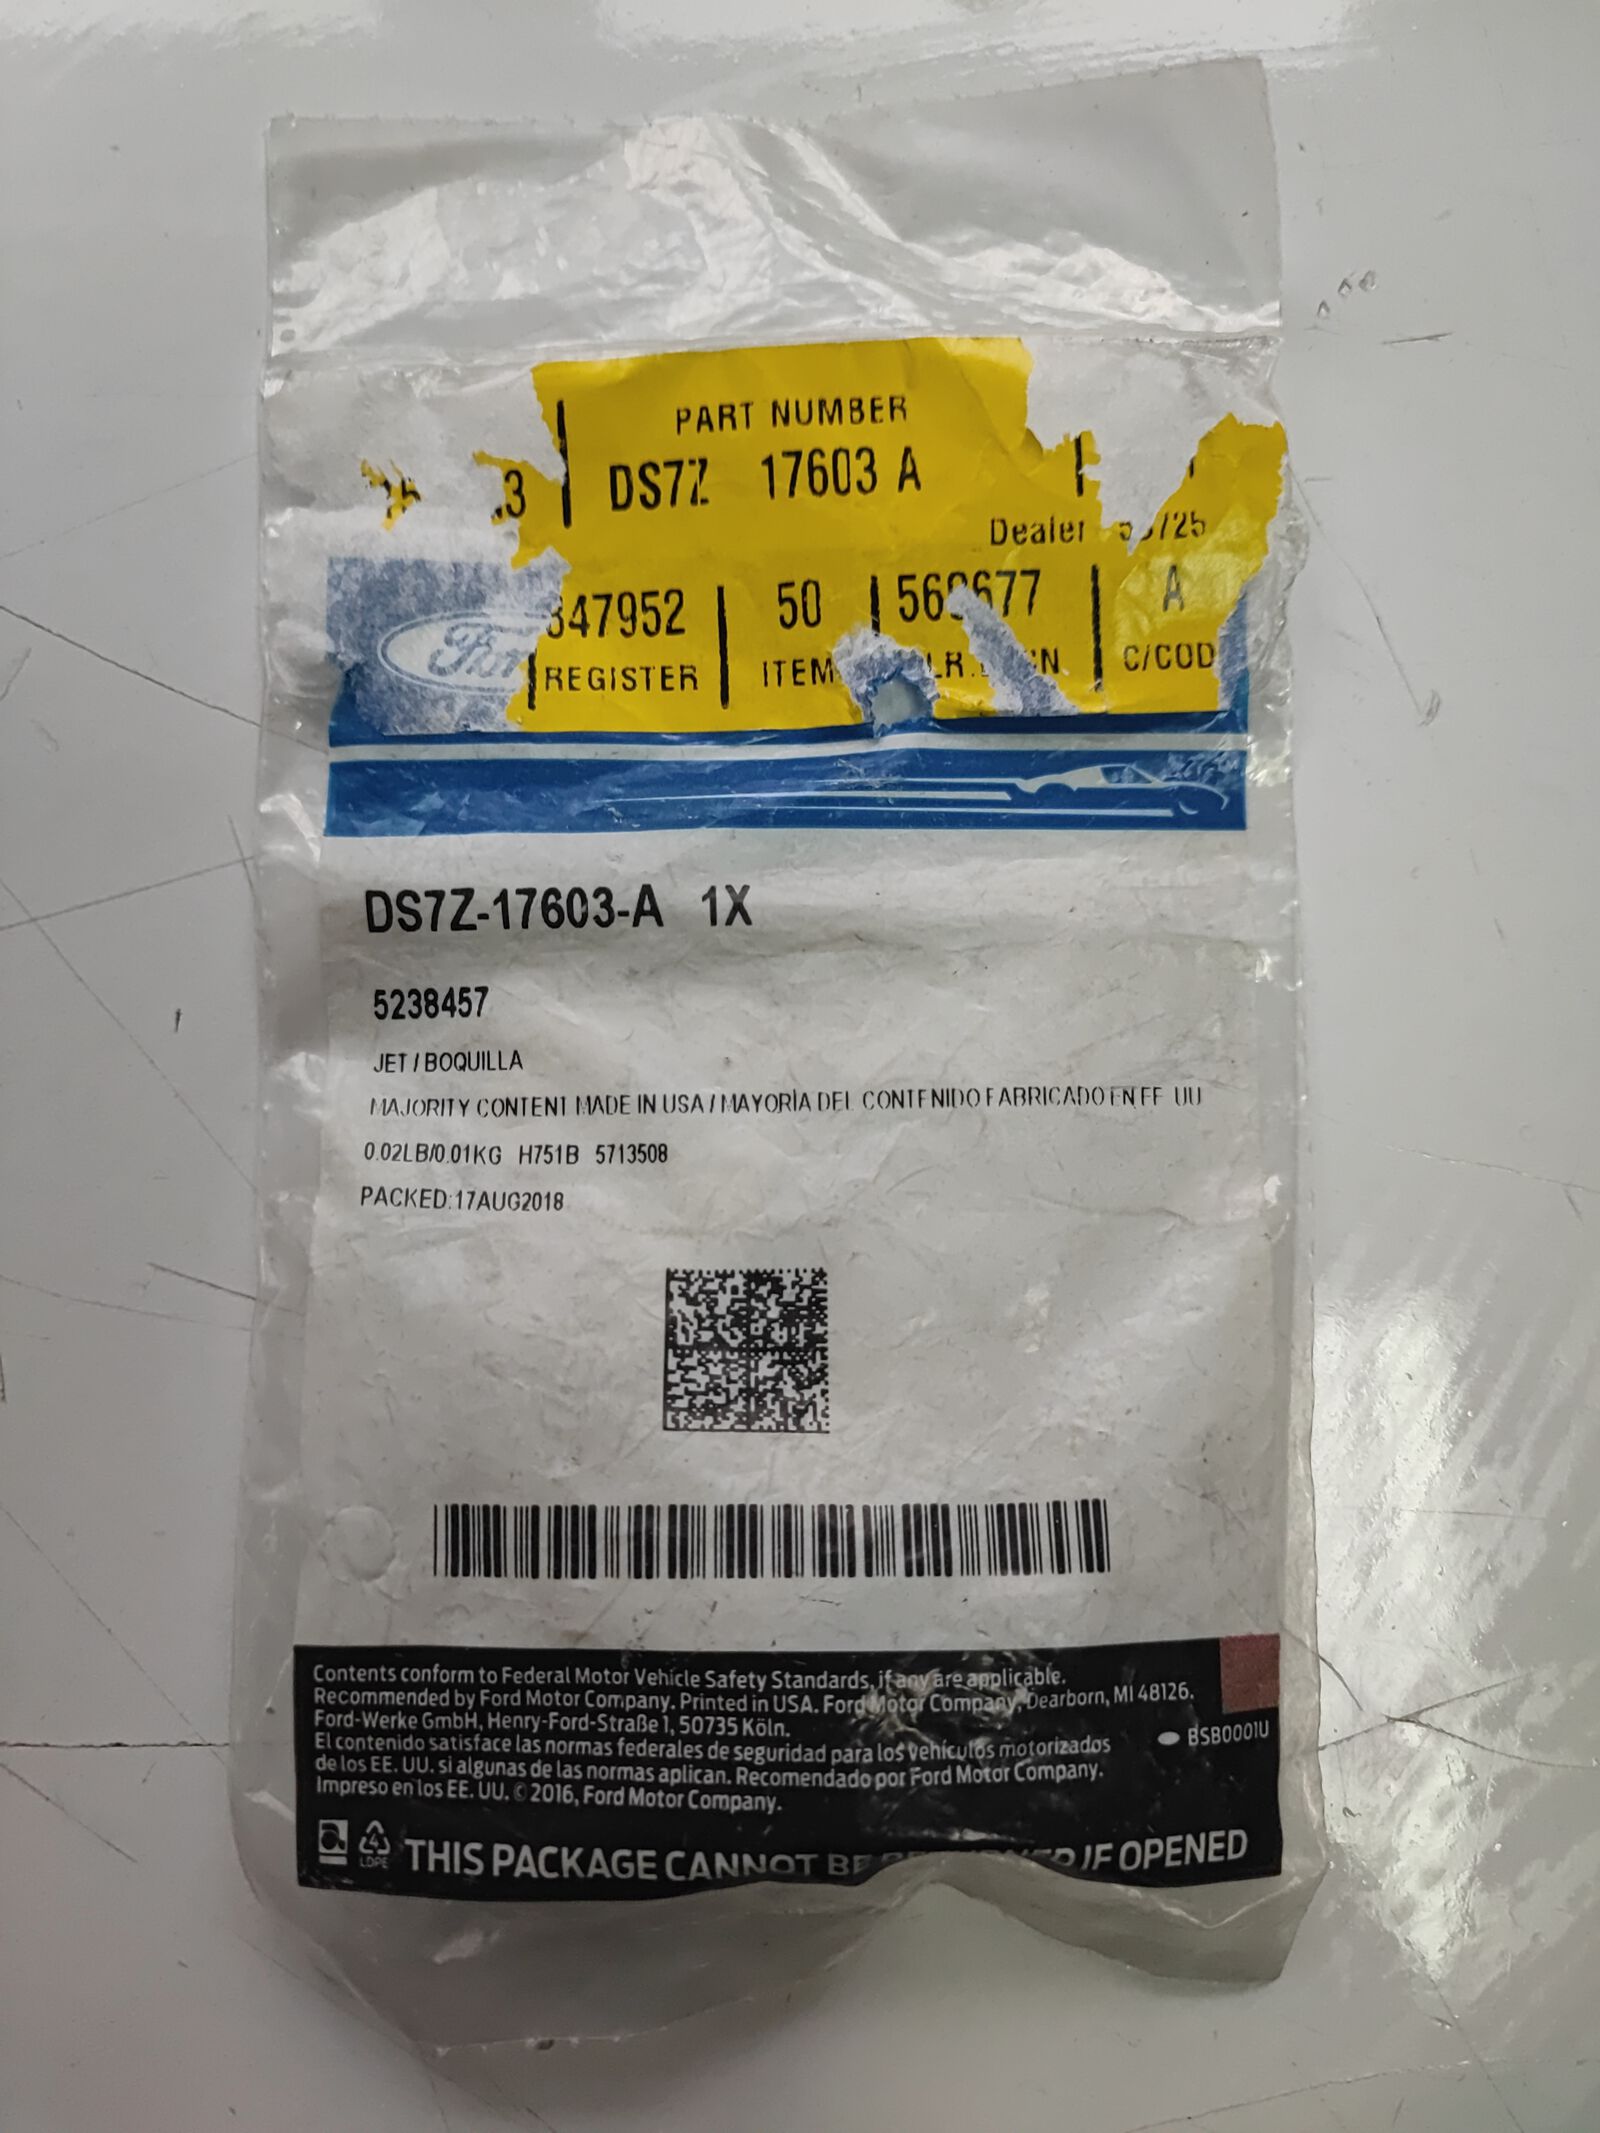 PART NUMBER
DS7Z 17603 A
Dealer
50
A
REGISTER
ITEM
Ford
DS7Z-17603-A 1X
5238457
JET / BOQUILLA
MAJORITY CONTENT MADE IN USA / MAYORÍA DEL CONTENIDO FABRICADO EN EE UU
0.02LB/0.01KG H751B 5713508
PACKED:17AUG2018
Contents conform to Federal Motor Vehicle Safety Standards, if any are applicable.
Recommended by Ford Motor Company. Printed in USA. Ford Motor Company, Dearborn, MI 48126.
Ford-Werke GmbH, Henry-Ford-Straße 1, 50735 Köln.
El contenido satisface las normas federales de seguridad para los vehículos motorizados
de los EE. UU. si algunas de las normas aplican. Recomendado por Ford Motor Company.
Impreso en los EE. UU. © 2016, Ford Motor Company.
BSB0001U
4
LDPE
THIS PACKAGE CANNOT BE IF OPENED